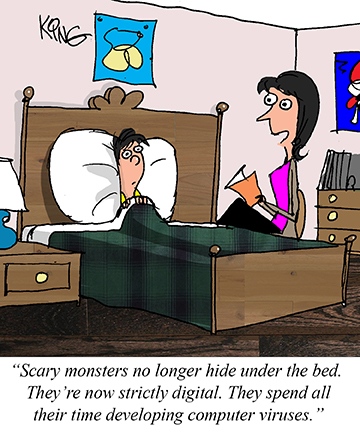 KING
“Scary monsters no longer hide under the bed.
They’re now strictly digital. They spend all
their time developing computer viruses.”